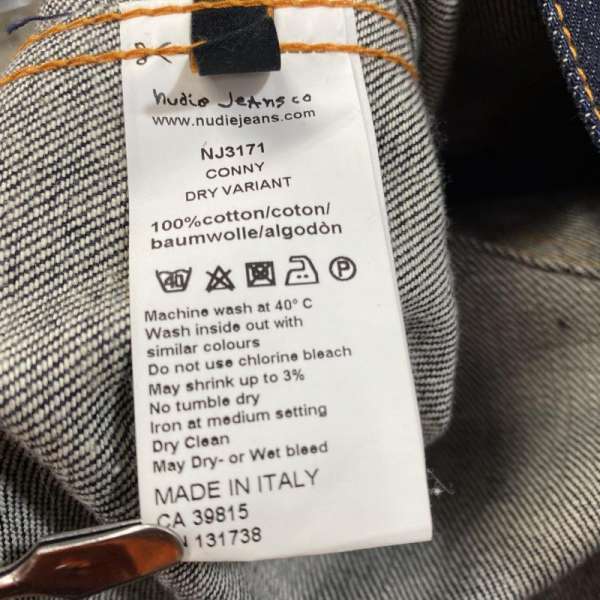 nudie Jeans co
www.nudiejeans.com
NJ3171
CONNY
DRY VARIANT
100%cotton/coton/
baumwolle/algodòn
40 P
Machine wash at 40° C
Wash inside out with
similar colours
Do not use chlorine bleach
May shrink up to 3%
No tumble dry
Iron at medium setting
Dry Clean
May Dry- or Wet bleed
MADE IN ITALY
CA 39815
131738